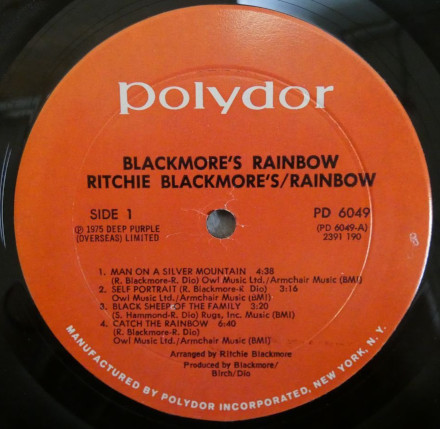 polydor
BLACKMORE'S RAINBOW
RITCHIE BLACKMORE'S/RAINBOW
SIDE 1
PD 6049
℗ 1975 DEEP PURPLE
(OVERSEAS) LIMITED
(PD 6049-A)
2391 190
1. MAN ON A SILVER MOUNTAIN 4:38
(R. Blackmore-R. Dio) Owl Music Ltd./Armchair Music (BMI)
2. SELF PORTRAIT (R. Blackmore-R. Dio) 3:16
Owl Music Ltd./Armchair Music (BMI)
3. BLACK SHEEP OF THE FAMILY 3:20
(S. Hammond-R. Dio) Rugs, Inc. Music (BMI)
4. CATCH THE RAINBOW 6:40
(R. Blackmore-R. Dio)
Owl Music Ltd./Armchair Music (BMI)
Arranged by Ritchie Blackmore
Produced by Blackmore/
Birch/Dio
MANUFACTURED BY POLYDOR INCORPORATED, NEW YORK, N.Y.